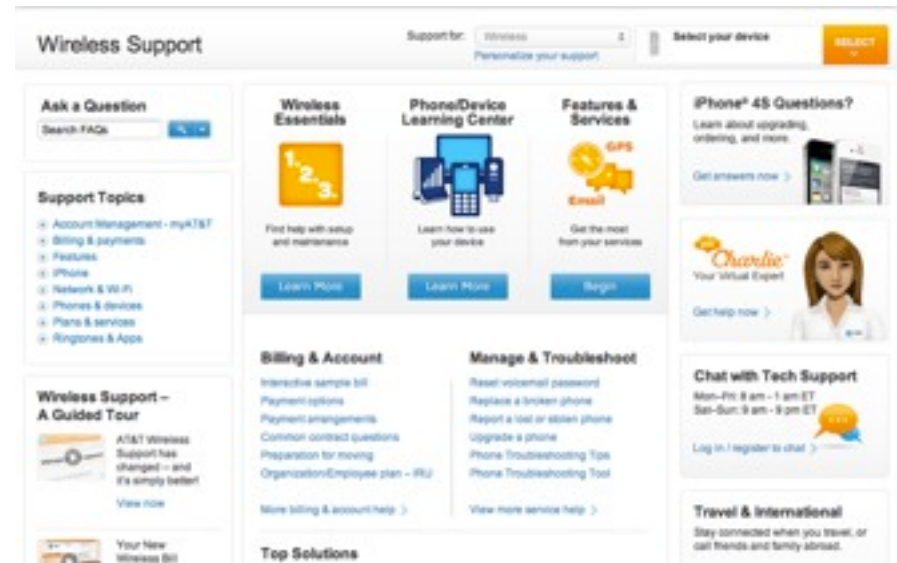 Wireless Support
Support for:
Wireless
Personalize your support
Select your device
SELECT
Ask a Question
Search FAQs
Support Topics
Account Management - myAT&T
Billing & payments
Features
iPhone
Network & Wi-Fi
Phones & devices
Plans & services
Ringtones & Apps
Wireless Support –
A Guided Tour
AT&T Wireless
Support has
changed – and
it's simply better!
View now
Your New
Wireless Bill
Wireless
Essentials
1.
2.
3.
Find help with setup
and maintenance
Learn More
Phone/Device
Learning Center
Learn how to use
your device
Learn More
Features &
Services
GPS
Email
Get the most
from your services
Begin
Billing & Account
Interactive sample bill
Payment options
Payment arrangements
Common contract questions
Preparation for moving
Organization/Employee plan – IRU
More billing & account help >
Manage & Troubleshoot
Reset voicemail password
Replace a broken phone
Report a lost or stolen phone
Upgrade a phone
Phone Troubleshooting Tips
Phone Troubleshooting Tool
View more service help >
Top Solutions
iPhone® 4S Questions?
Learn about upgrading,
ordering, and more.
Get answers now >
Charlie
Your Virtual Expert
Get help now >
Chat with Tech Support
Mon–Fri: 8 am - 1 am ET
Sat–Sun: 9 am - 9 pm ET
Log in / register to chat >
Travel & International
Stay connected when you travel, or
call friends and family abroad.